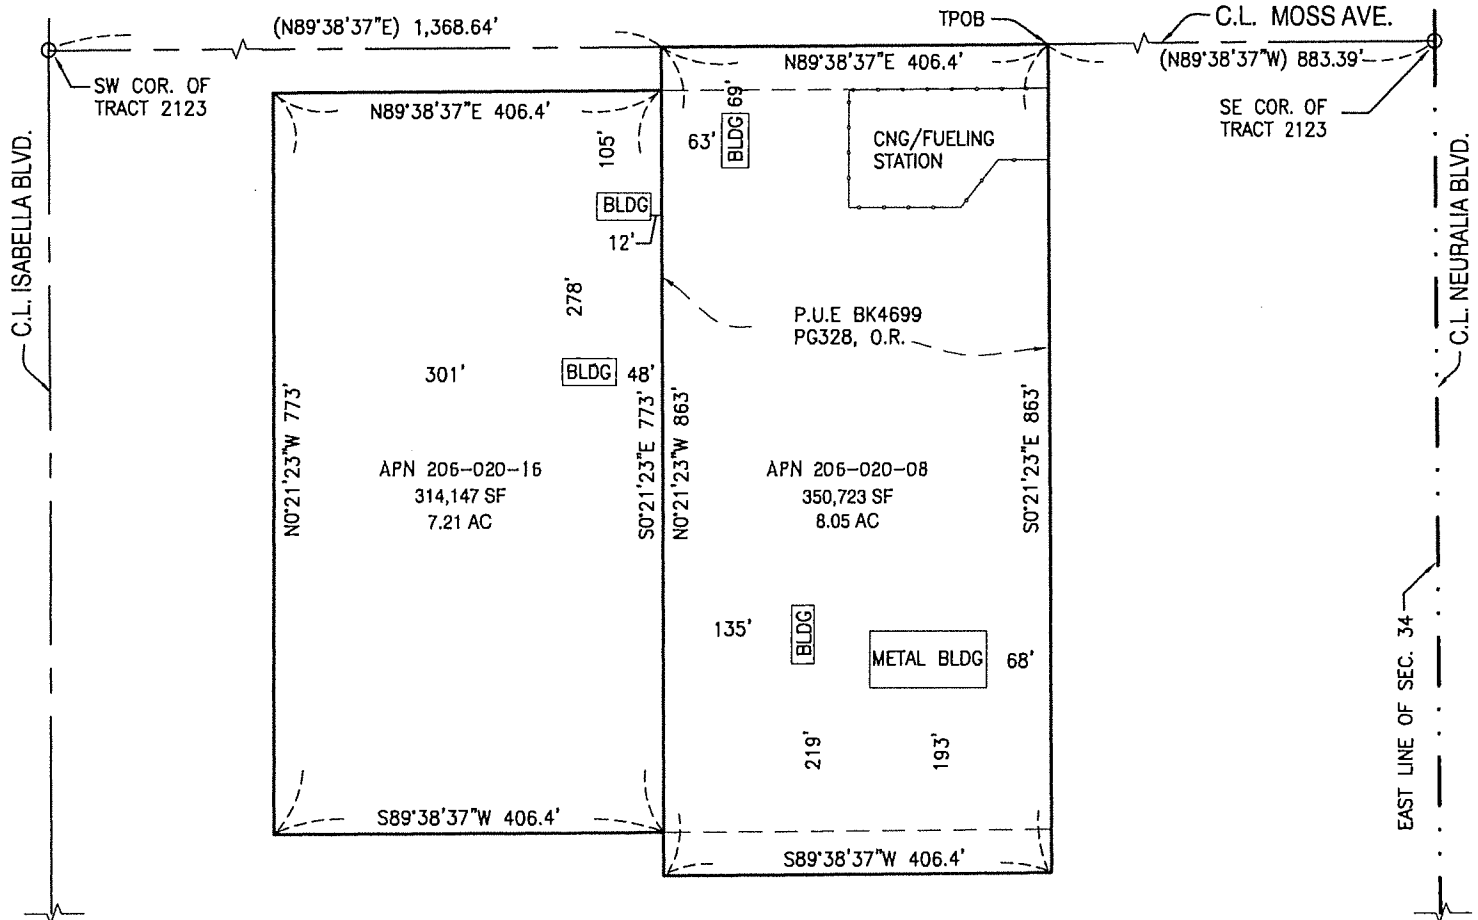 (N89°38'37"E) 1,368.64'
TPOB
C.L. MOSS AVE.
(N89°38'37"W) 883.39'
N89°38'37"E 406.4'
SW COR. OF
TRACT 2123
SE COR. OF
TRACT 2123
N89°38'37"E 406.4'
C.L. ISABELLA BLVD.
C.L. NEURALIA BLVD.
69'
63'
BLDG
CNG/FUELING
STATION
105'
BLDG
12'
278'
P.U.E BK4699
PG328, O.R.
301'
BLDG 48'
N0°21'23"W 773'
S0°21'23"E 773'
N0°21'23"W 863'
S0°21'23"E 863'
APN 206-020-16
314,147 SF
7.21 AC
APN 206-020-08
350,723 SF
8.05 AC
135'
BLDG
METAL BLDG 68'
219'
193'
EAST LINE OF SEC. 34
S89°38'37"W 406.4'
S89°38'37"W 406.4'